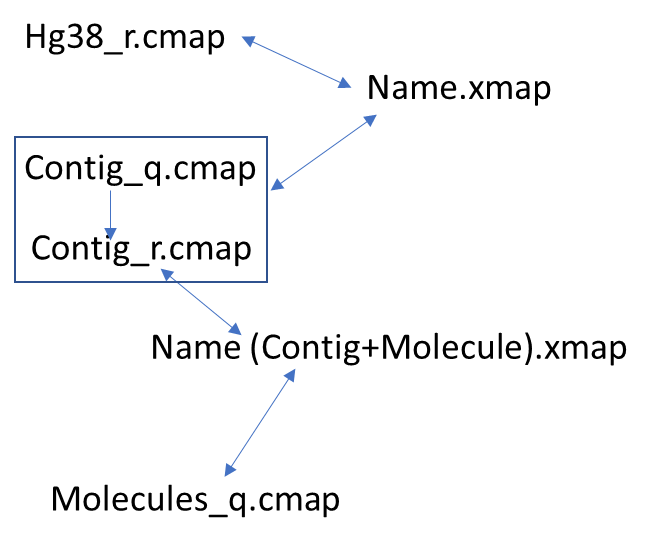 Hg38_r.cmap
Name.xmap
Contig_q.cmap
Contig_r.cmap
Name (Contig+Molecule).xmap
Molecules_q.cmap